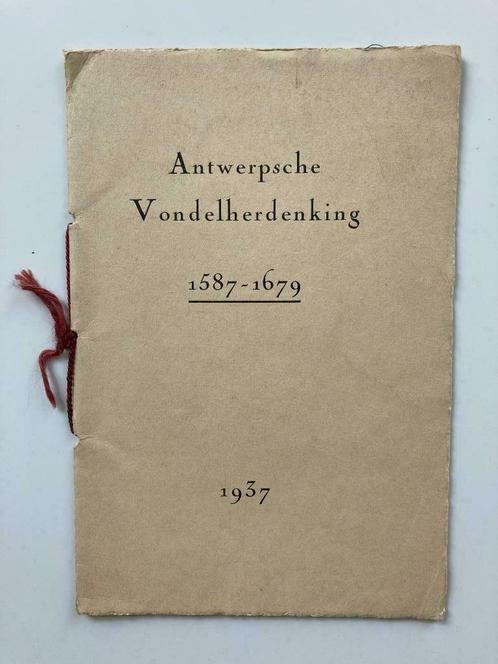 Antwerpsche
Vondelherdenking
1587-1679
1937